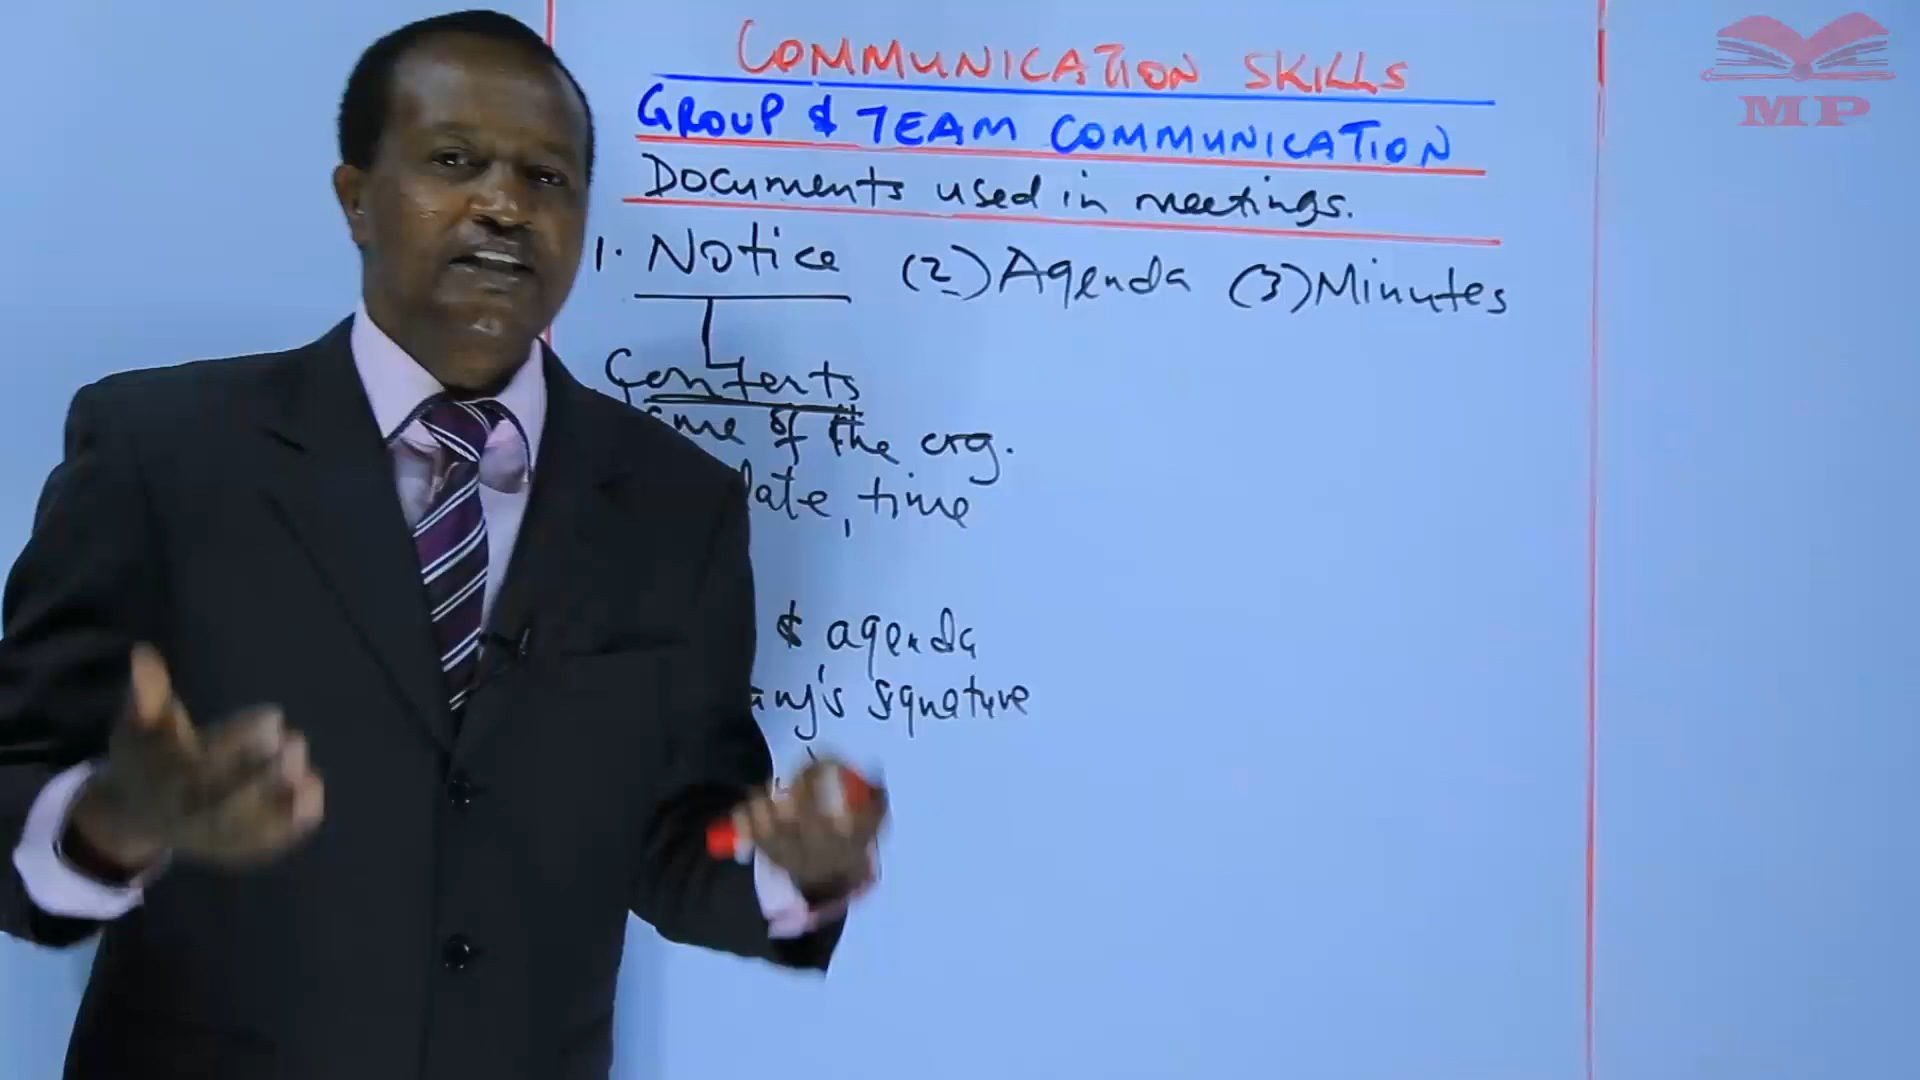 COMMUNICATION SKILLS
GROUP & TEAM COMMUNICATION
Documents used in meetings.
1. Notice (2) Agenda (3) Minutes
Contents
of the org.
time
& agenda
signature
MP